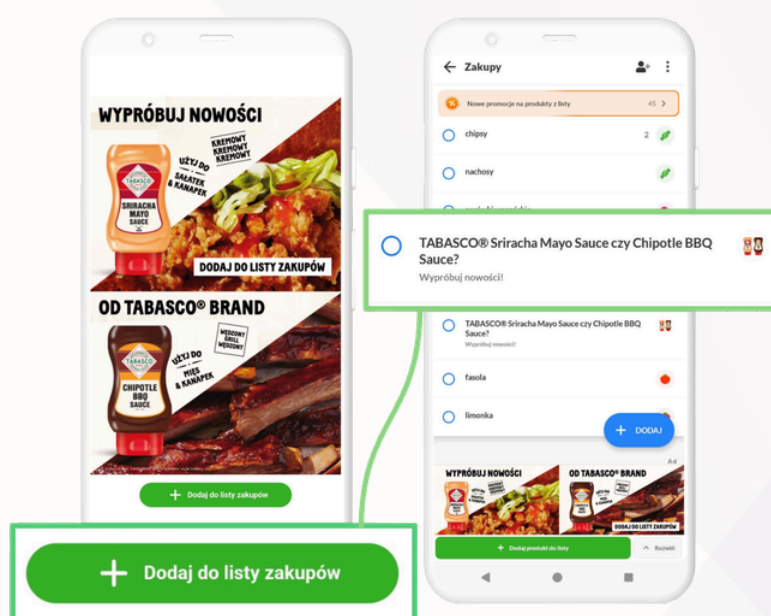 WYPRÓBUJ NOWOŚCI
KREMOWY
KREMOWY
KREMOWY
UŻYJ DO
SAŁATEK
& KANAPEK
TABASCO
SRIRACHA
MAYO
SAUCE
DODAJ DO LISTY ZAKUPÓW
OD TABASCO® BRAND
WĘDZONY
GRILL
WĘDZONY
UŻYJ DO
MIĘS
& KANAPEK
TABASCO
CHIPOTLE
BBQ
SAUCE
+ Dodaj do listy zakupów
+ Dodaj do listy zakupów
Zakupy
Nowe promocje na produkty z listy 45
chipsy 2
nachosy
TABASCO® Sriracha Mayo Sauce czy Chipotle BBQ
Sauce?
Wypróbuj nowości!
TABASCO® Sriracha Mayo Sauce czy Chipotle BBQ
Sauce?
Wypróbuj nowości!
fasola
limonka
+ DODAJ
Ad
WYPRÓBUJ NOWOŚCI
OD TABASCO® BRAND
DODAJ DO LISTY ZAKUPÓW
+ Dodaj produkt do listy
Rozwiń